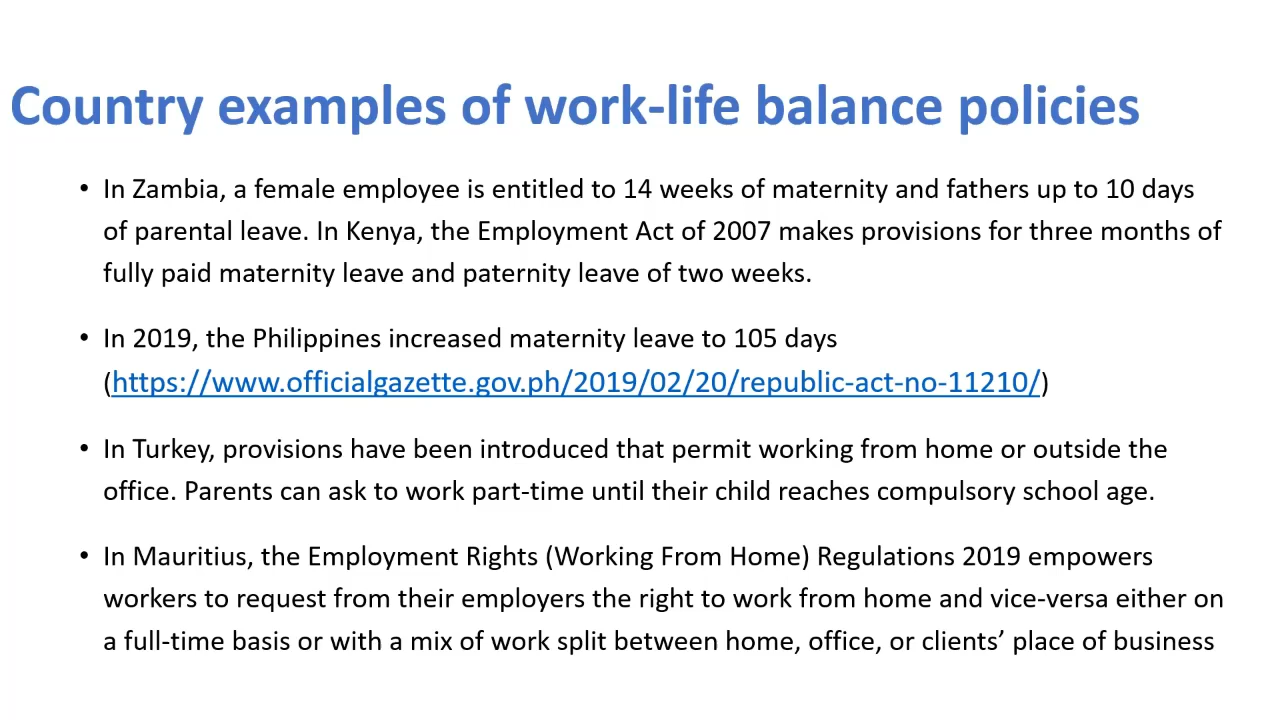 Country examples of work-life balance policies
• In Zambia, a female employee is entitled to 14 weeks of maternity and fathers up to 10 days
of parental leave. In Kenya, the Employment Act of 2007 makes provisions for three months of
fully paid maternity leave and paternity leave of two weeks.
• In 2019, the Philippines increased maternity leave to 105 days
(https://www.officialgazette.gov.ph/2019/02/20/republic-act-no-11210/)
• In Turkey, provisions have been introduced that permit working from home or outside the
office. Parents can ask to work part-time until their child reaches compulsory school age.
• In Mauritius, the Employment Rights (Working From Home) Regulations 2019 empowers
workers to request from their employers the right to work from home and vice-versa either on
a full-time basis or with a mix of work split between home, office, or clients’ place of business